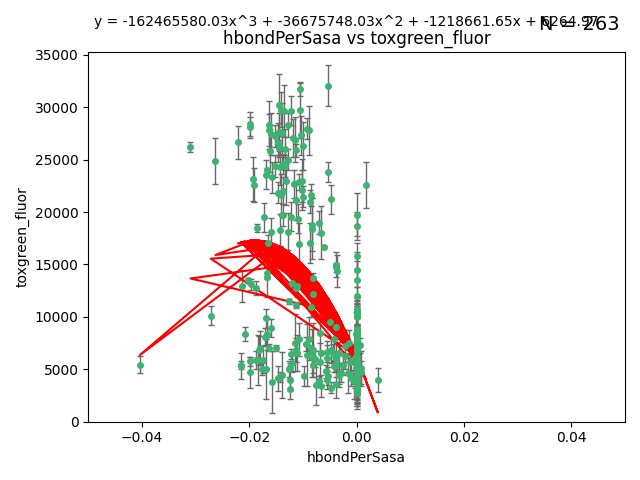 y = -162465580.03x^3 + -36675748.03x^2 + -1218661.65x + 6264.97
N = 263
hbondPerSasa vs toxgreen_fluor
35000
30000
25000
20000
15000
10000
5000
0
toxgreen_fluor
−0.04
−0.02
0.00
0.02
0.04
hbondPerSasa